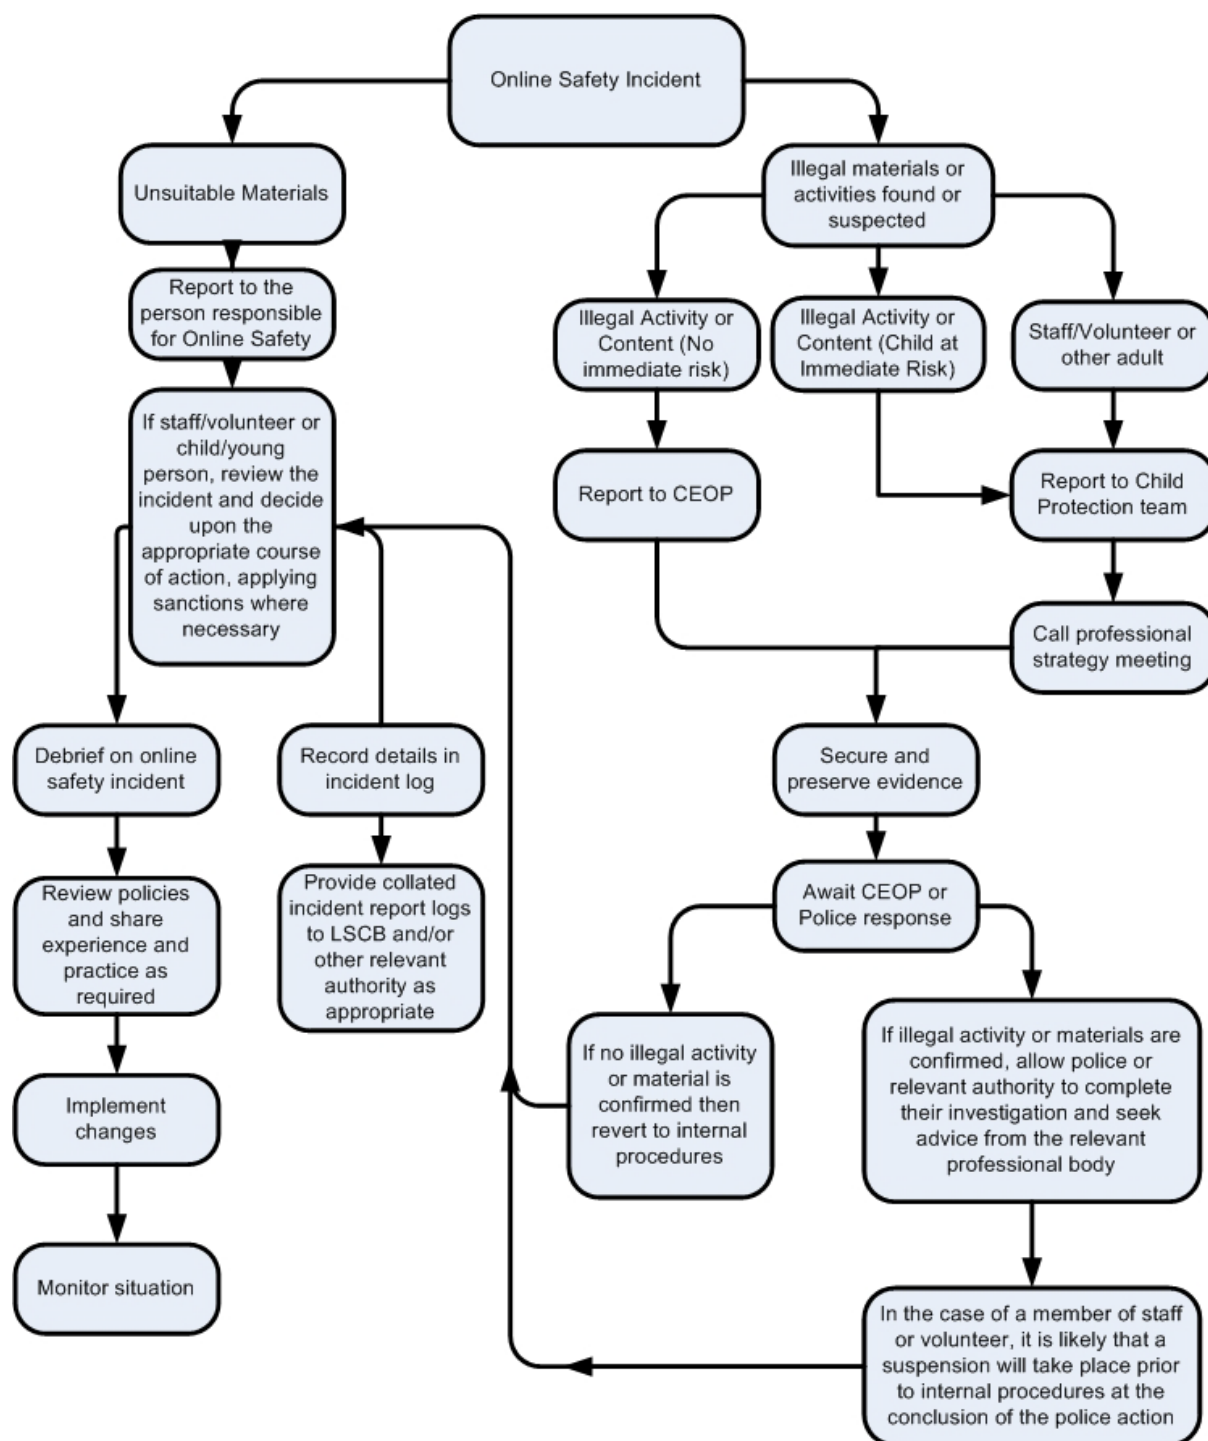 Online Safety Incident
Unsuitable Materials
Illegal materials or
activities found or
suspected
Report to the
person responsible
for Online Safety
Illegal Activity or
Content (No
immediate risk)
Illegal Activity or
Content (Child at
Immediate Risk)
Staff/Volunteer or
other adult
If staff/volunteer or
child/young
person, review the
incident and decide
upon the
appropriate course
of action, applying
sanctions where
necessary
Report to CEOP
Report to Child
Protection team
Call professional
strategy meeting
Debrief on online
safety incident
Record details in
incident log
Secure and
preserve evidence
Review policies
and share
experience and
practice as
required
Provide collated
incident report logs
to LSCB and/or
other relevant
authority as
appropriate
Await CEOP or
Police response
If no illegal activity
or material is
confirmed then
revert to internal
procedures
If illegal activity or materials are
confirmed, allow police or
relevant authority to complete
their investigation and seek
advice from the relevant
professional body
Implement
changes
Monitor situation
In the case of a member of staff
or volunteer, it is likely that a
suspension will take place prior
to internal procedures at the
conclusion of the police action